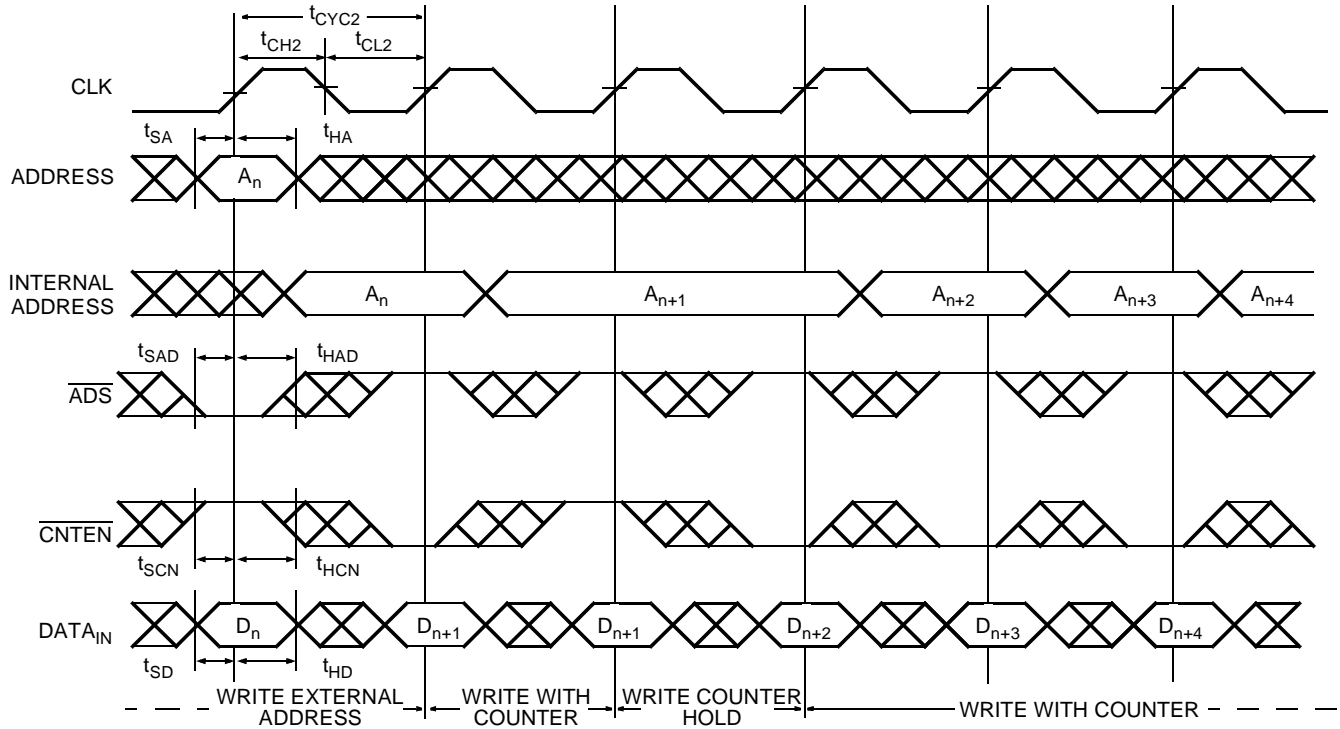 tCYC2
tCH2 tCL2
CLK
tSA tHA
ADDRESS An
INTERNAL
ADDRESS
An An+1 An+2 An+3 An+4
tSAD tHAD
ADS
CNTEN
tSCN tHCN
DATAIN Dn Dn+1 Dn+1 Dn+2 Dn+3 Dn+4
tSD tHD
WRITE EXTERNAL
ADDRESS
WRITE WITH
COUNTER
WRITE COUNTER
HOLD
WRITE WITH COUNTER